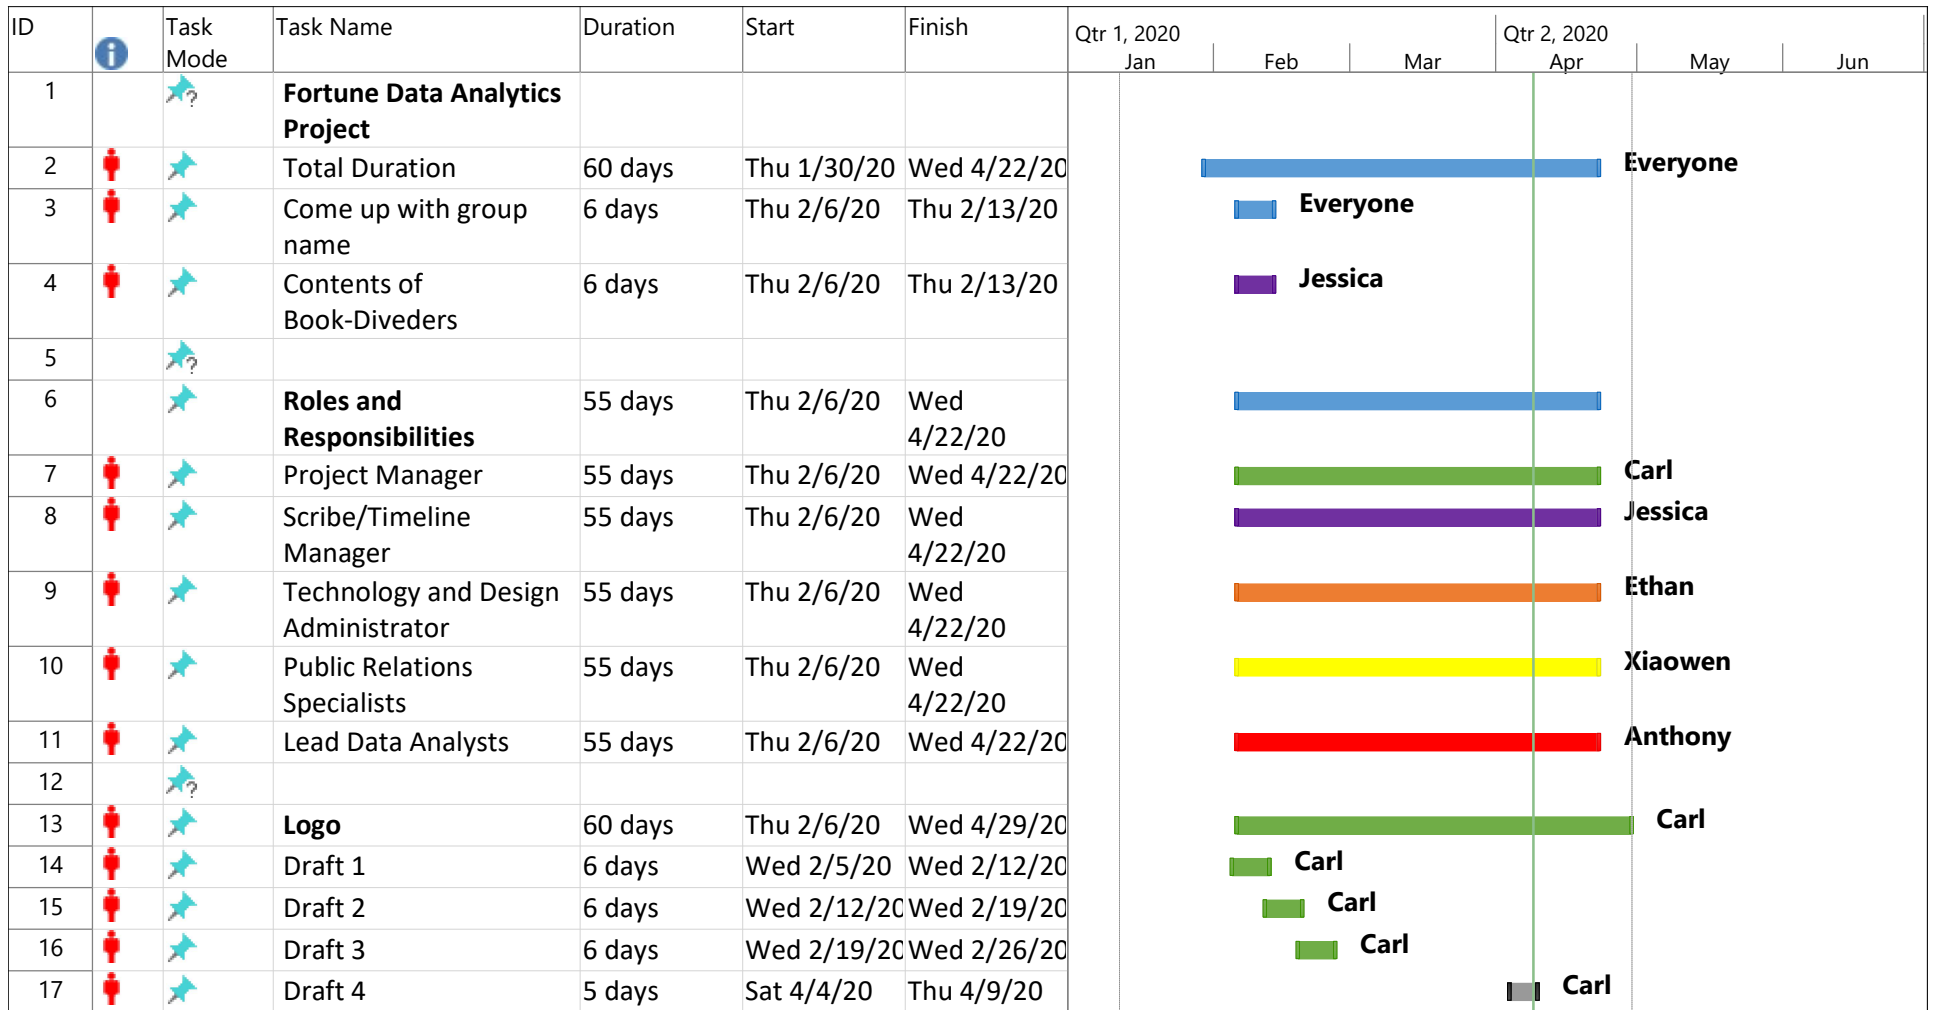 ID Task Mode Task Name Duration Start Finish Qtr 1, 2020 Qtr 2, 2020
Jan Feb Mar Apr May Jun
1 Fortune Data Analytics
Project
2 Total Duration 60 days Thu 1/30/20 Wed 4/22/20 Everyone
3 Come up with group 6 days Thu 2/6/20 Thu 2/13/20 Everyone
name
4 Contents of 6 days Thu 2/6/20 Thu 2/13/20 Jessica
Book-Diveders
5
6 Roles and 55 days Thu 2/6/20 Wed
Responsibilities 4/22/20
7 Project Manager 55 days Thu 2/6/20 Wed 4/22/20 Carl
8 Scribe/Timeline 55 days Thu 2/6/20 Wed Jessica
Manager 4/22/20
9 Technology and Design 55 days Thu 2/6/20 Wed Ethan
Administrator 4/22/20
10 Public Relations 55 days Thu 2/6/20 Wed Xiaowen
Specialists 4/22/20
11 Lead Data Analysts 55 days Thu 2/6/20 Wed 4/22/20 Anthony
12
13 Logo 60 days Thu 2/6/20 Wed 4/29/20 Carl
14 Draft 1 6 days Wed 2/5/20 Wed 2/12/20 Carl
15 Draft 2 6 days Wed 2/12/20 Wed 2/19/20 Carl
16 Draft 3 6 days Wed 2/19/20 Wed 2/26/20 Carl
17 Draft 4 5 days Sat 4/4/20 Thu 4/9/20 Carl